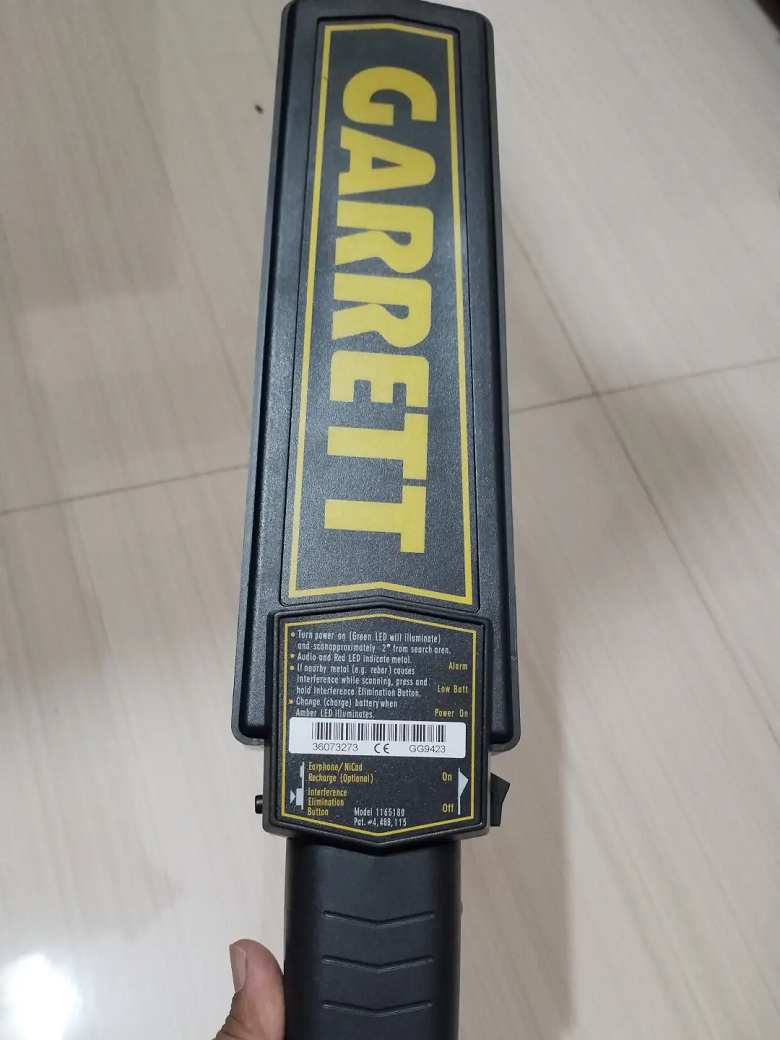 GARRETT
• Turn power on (Green LED will illuminate)
and scanapproximately ~2" from search area.
• Audio and Red LED indicate metal.
• If nearby metal (e.g. rebar) causes
interference while scanning, press and
hold Interference Elimination Button.
• Change (charge) battery when
Amber LED Illuminates.
Alarm
Low Batt
Power On
36073273 CE GG9423
Earphone/NiCad
Recharge (Optional)
Interference
Elimination
Button
On
Off
Model 1165180
Pat. #4,488,115